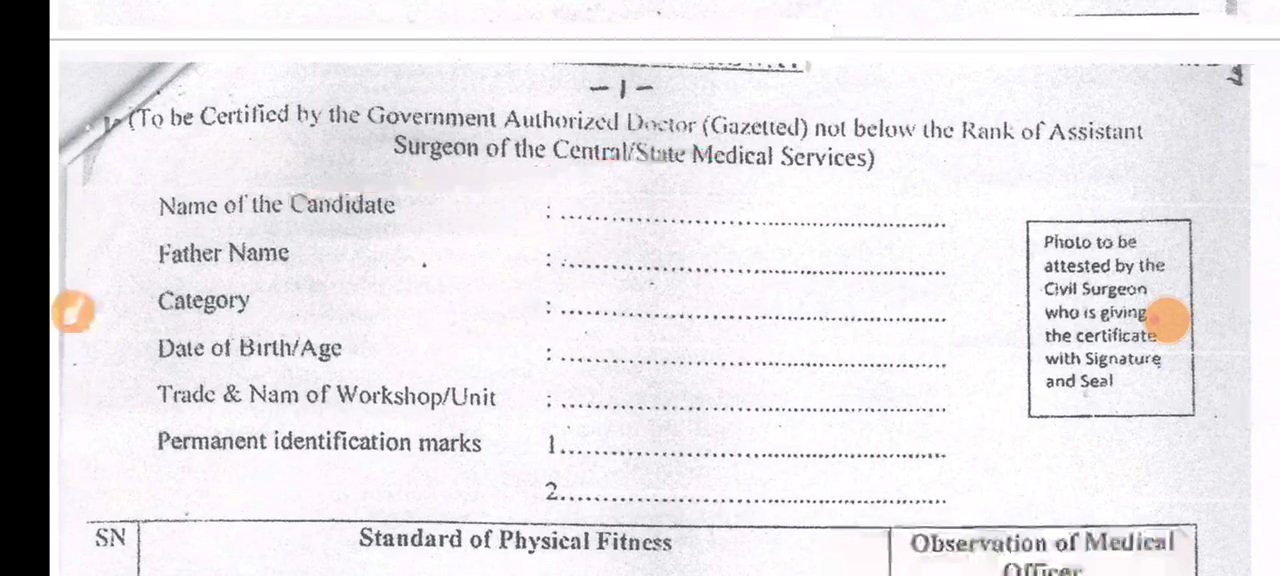 - 1 -
(To be Certified by the Government Authorized Doctor (Gazetted) not below the Rank of Assistant
Surgeon of the Central/State Medical Services)
Name of the Candidate : ........................................
Father Name : ........................................
Category : ........................................
Date of Birth/Age : ........................................
Trade & Nam of Workshop/Unit : ........................................
Permanent identification marks 1........................................
2........................................
Photo to be
attested by the
Civil Surgeon
who is giving
the certificate
with Signature
and Seal
SN Standard of Physical Fitness Observation of Medical
Officer